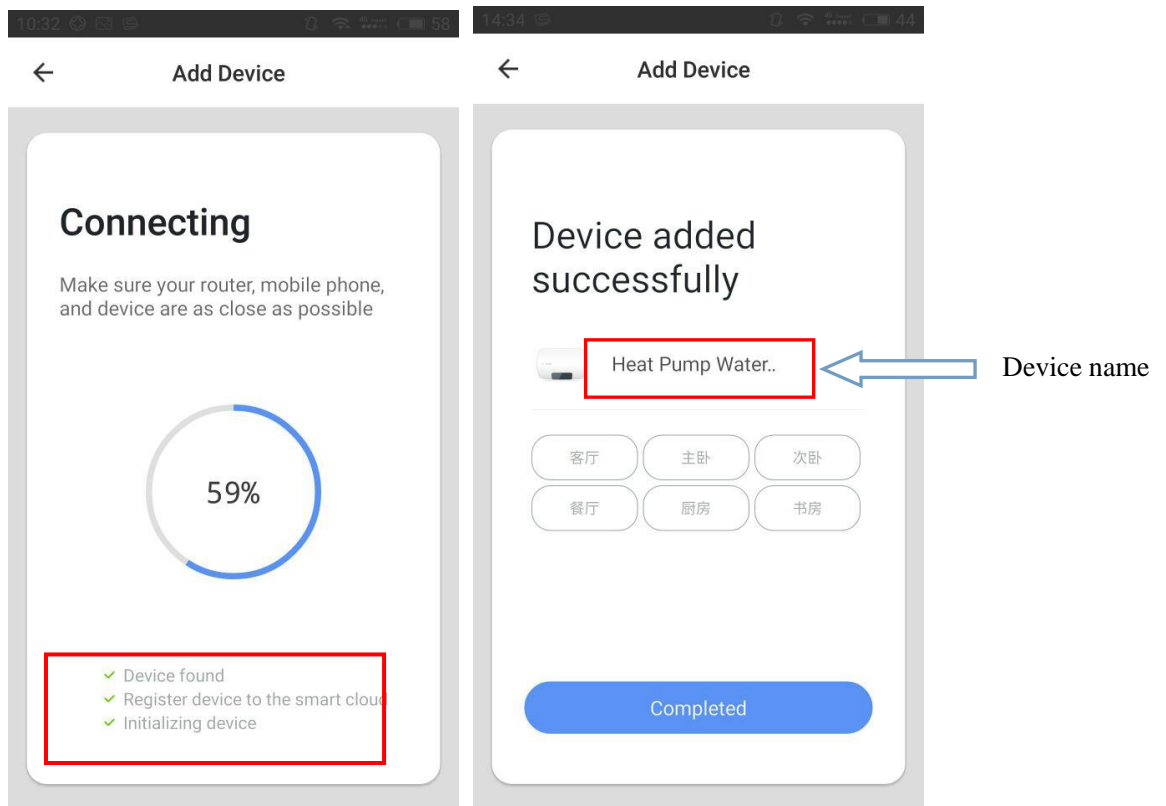 10:32
58
Add Device
Connecting
Make sure your router, mobile phone,
and device are as close as possible
59%
Device found
Register device to the smart cloud
Initializing device
14:34
44
Add Device
Device added
successfully
Heat Pump Water..
Device name
客厅 主卧 次卧
餐厅 厨房 书房
Completed